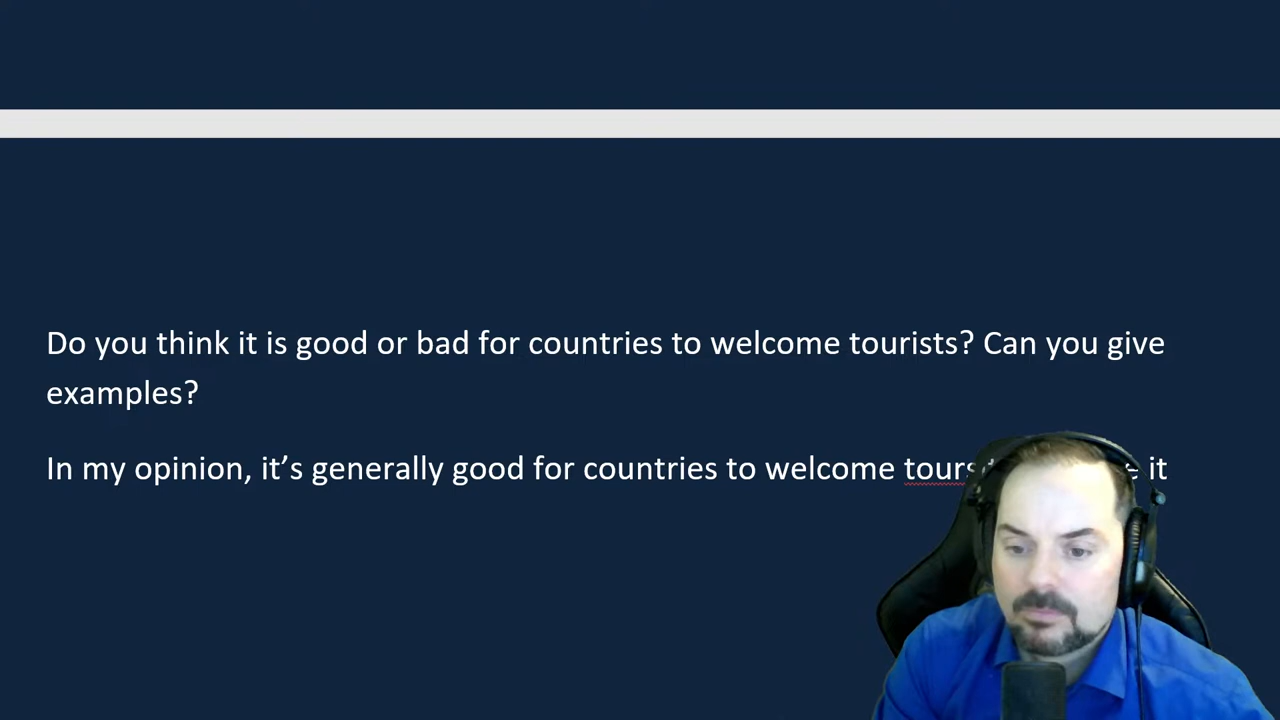 Do you think it is good or bad for countries to welcome tourists? Can you give
examples?
In my opinion, it’s generally good for countries to welcome it